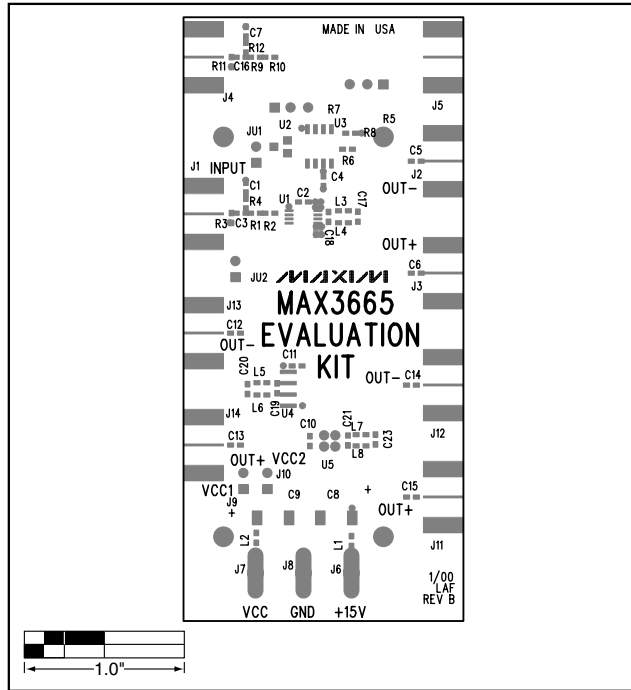 C7
MADE IN USA
R12
R11 C16 R9 R10
J4
J5
R7
JU1
U2
U3
R8
R5
R6
J1
INPUT
C5
J2
C4
OUT-
C1
R4
C2
U1
L3
C17
R3 C3 R1 R2
L4
C18
OUT+
C6
J3
JU2
MAXIM
MAX3665
EVALUATION
KIT
J13
C12
OUT-
C11
C20
L5
L6
C19
U4
OUT-
C14
J14
C13
C10
C21
L7
L8
C23
J12
U5
OUT+
VCC2
J10
VCC1
J9
+
C9
C8
+
C15
OUT+
L2
L1
J11
J7
J8
J6
1/00
LAF
REV B
VCC
GND
+15V
1.0"